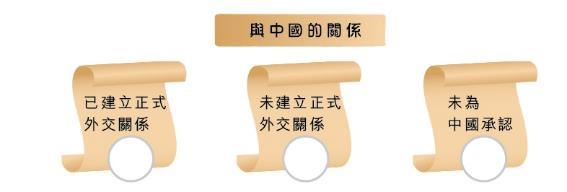 與中國的關係
已建立正式
外交關係
未建立正式
外交關係
未為
中國承認